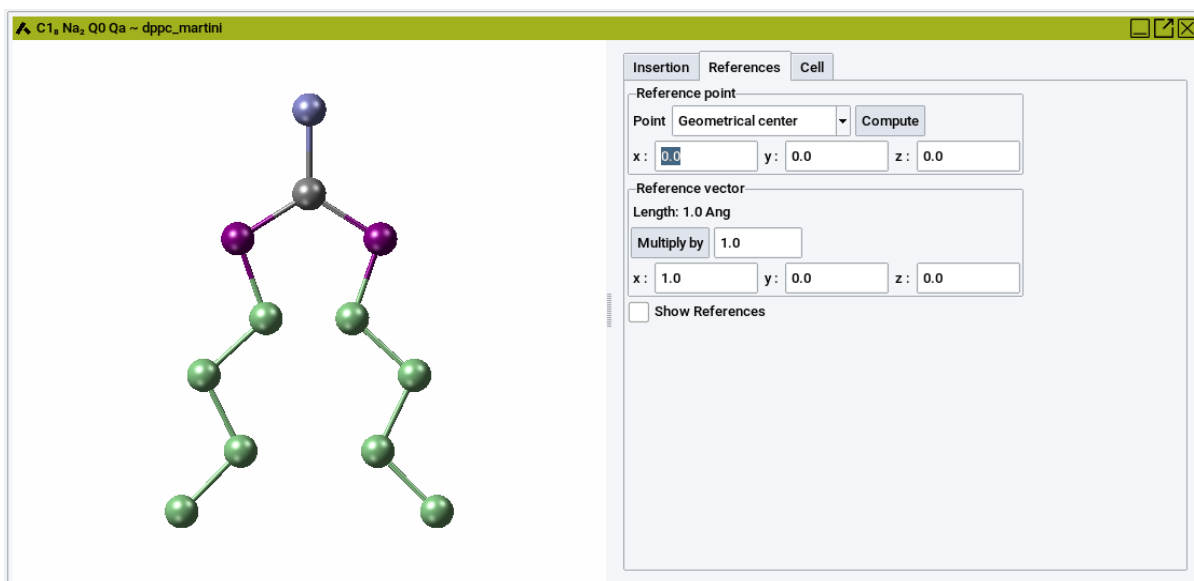 C1₈ Na₂ Q0 Qa ~ dppc_martini
Insertion References Cell
Reference point
Point Geometrical center Compute
x : 0.0 y : 0.0 z : 0.0
Reference vector
Length: 1.0 Ang
Multiply by 1.0
x : 1.0 y : 0.0 z : 0.0
Show References